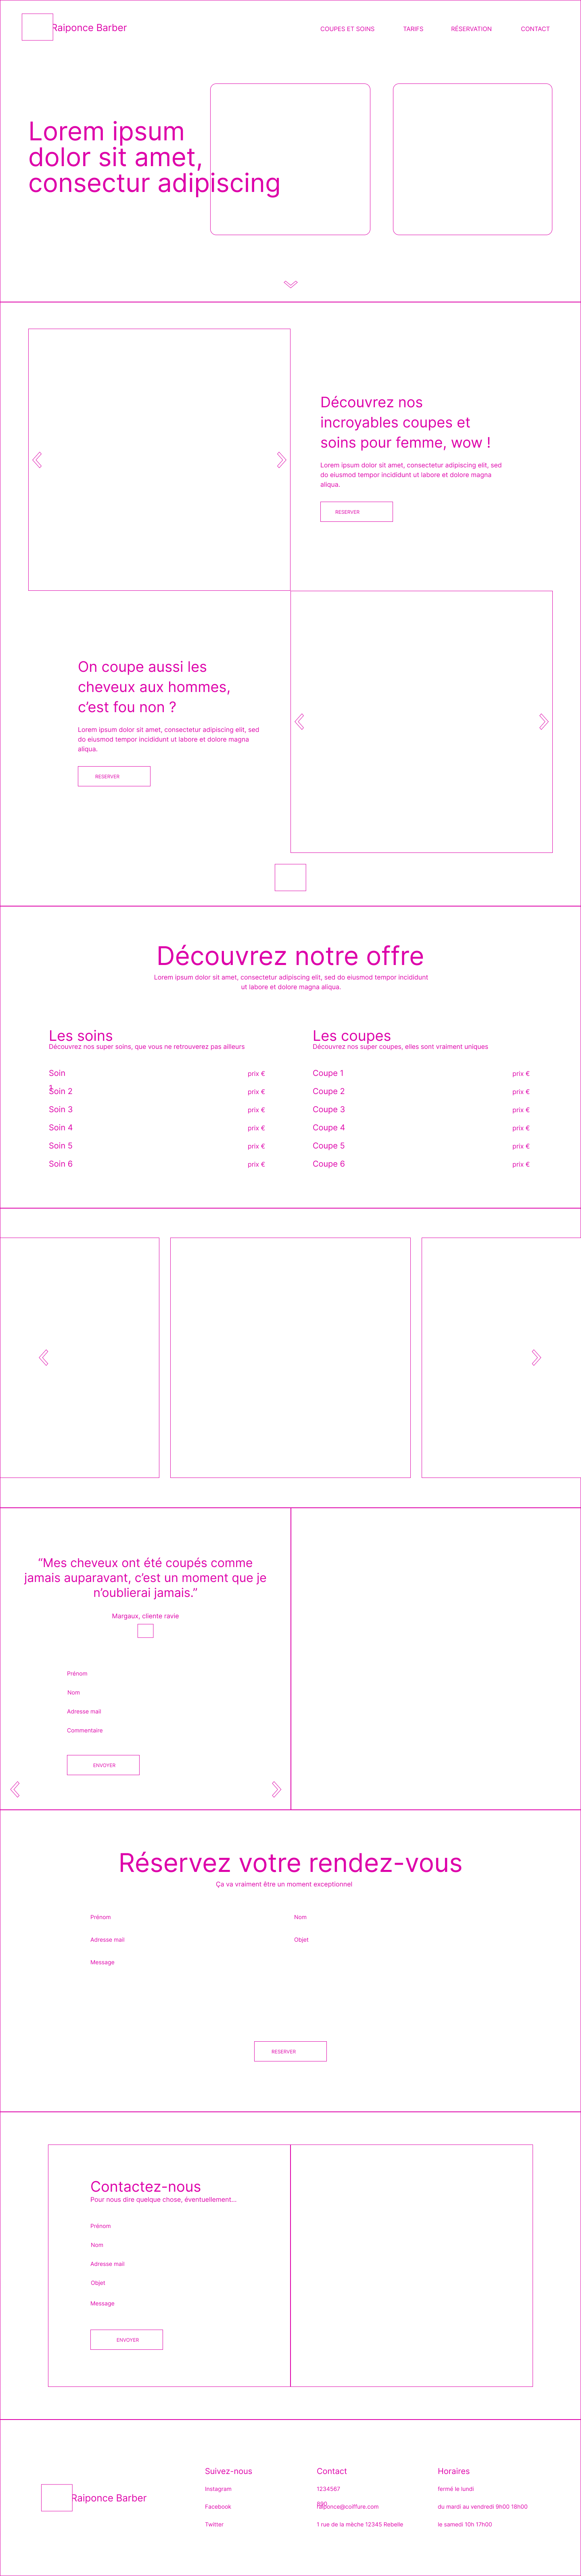 Raiponce Barber
COUPES ET SOINS
TARIFS
RÉSERVATION
CONTACT
Lorem ipsum
dolor sit amet,
consectur adipiscing
Découvrez nos
incroyables coupes et
soins pour femme, wow !
Lorem ipsum dolor sit amet, consectetur adipiscing elit, sed
do eiusmod tempor incididunt ut labore et dolore magna
aliqua.
RESERVER
On coupe aussi les
cheveux aux hommes,
c’est fou non ?
Lorem ipsum dolor sit amet, consectetur adipiscing elit, sed
do eiusmod tempor incididunt ut labore et dolore magna
aliqua.
RESERVER
Découvrez notre offre
Lorem ipsum dolor sit amet, consectetur adipiscing elit, sed do eiusmod tempor incididunt
ut labore et dolore magna aliqua.
Les soins
Découvrez nos super soins, que vous ne retrouverez pas ailleurs
Soin
1
prix €
Soin 2
prix €
Soin 3
prix €
Soin 4
prix €
Soin 5
prix €
Soin 6
prix €
Les coupes
Découvrez nos super coupes, elles sont vraiment uniques
Coupe 1
prix €
Coupe 2
prix €
Coupe 3
prix €
Coupe 4
prix €
Coupe 5
prix €
Coupe 6
prix €
“Mes cheveux ont été coupés comme
jamais auparavant, c’est un moment que je
n’oublierai jamais.”
Margaux, cliente ravie
Prénom
Nom
Adresse mail
Commentaire
ENVOYER
Réservez votre rendez-vous
Ça va vraiment être un moment exceptionnel
Prénom
Nom
Adresse mail
Objet
Message
RESERVER
Contactez-nous
Pour nous dire quelque chose, éventuellement...
Prénom
Nom
Adresse mail
Objet
Message
ENVOYER
Raiponce Barber
Suivez-nous
Instagram
Facebook
Twitter
Contact
1234567
890
raiponce@coiffure.com
1 rue de la mèche 12345 Rebelle
Horaires
fermé le lundi
du mardi au vendredi 9h00 18h00
le samedi 10h 17h00